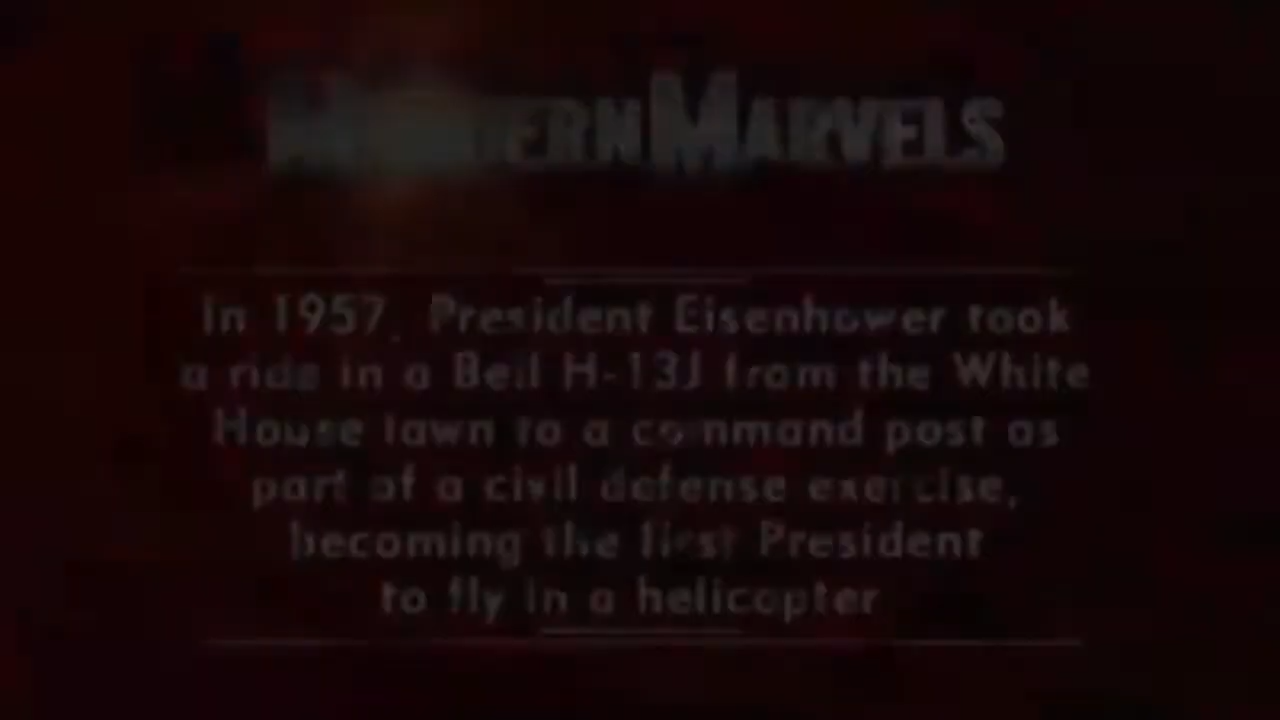 MODERN MARVELS
In 1957, President Eisenhower took
a ride in a Bell H-13J from the White
House lawn to a command post as
part of a civil defense exercise,
becoming the first President
to fly in a helicopter